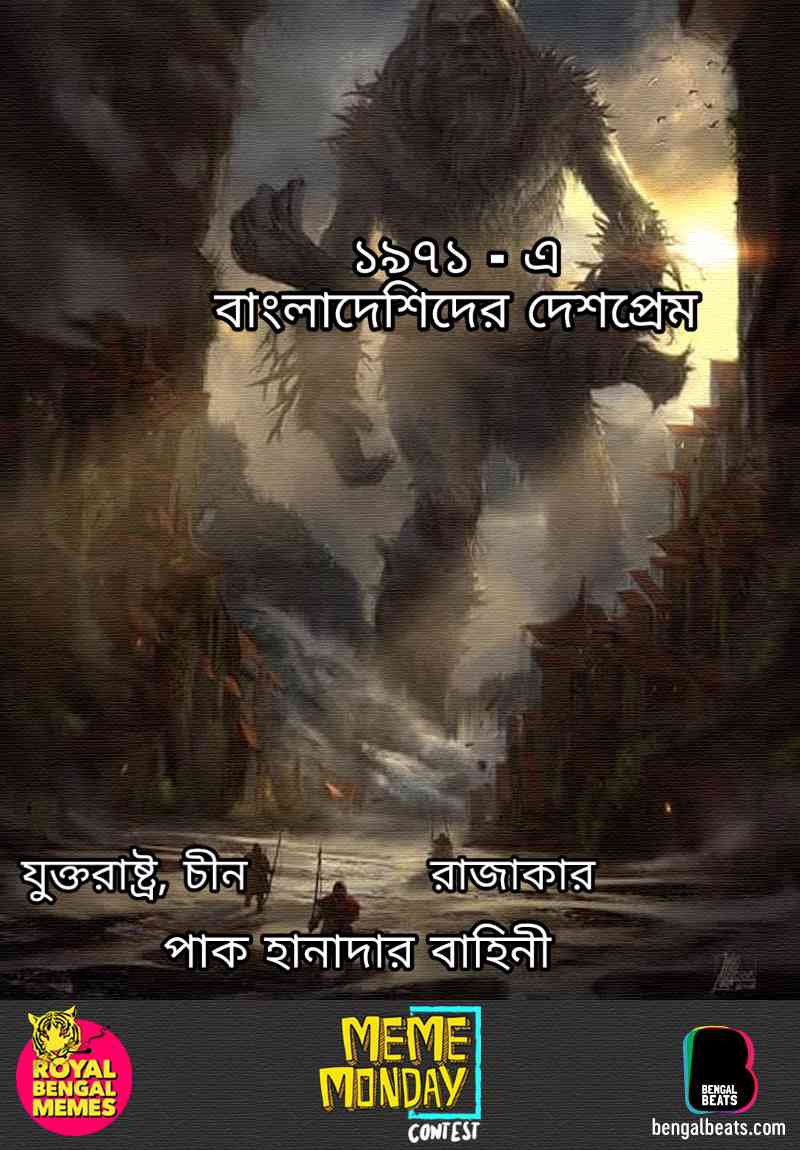 ১৯৭১ - এ
বাংলাদেশিদের দেশপ্রেম
যুক্তরাষ্ট্র, চীন
রাজাকার
পাক হানাদার বাহিনী
ROYAL
BENGAL
MEMES
MEME
MONDAY
CONTEST
BENGAL
BEATS
bengalbeats.com